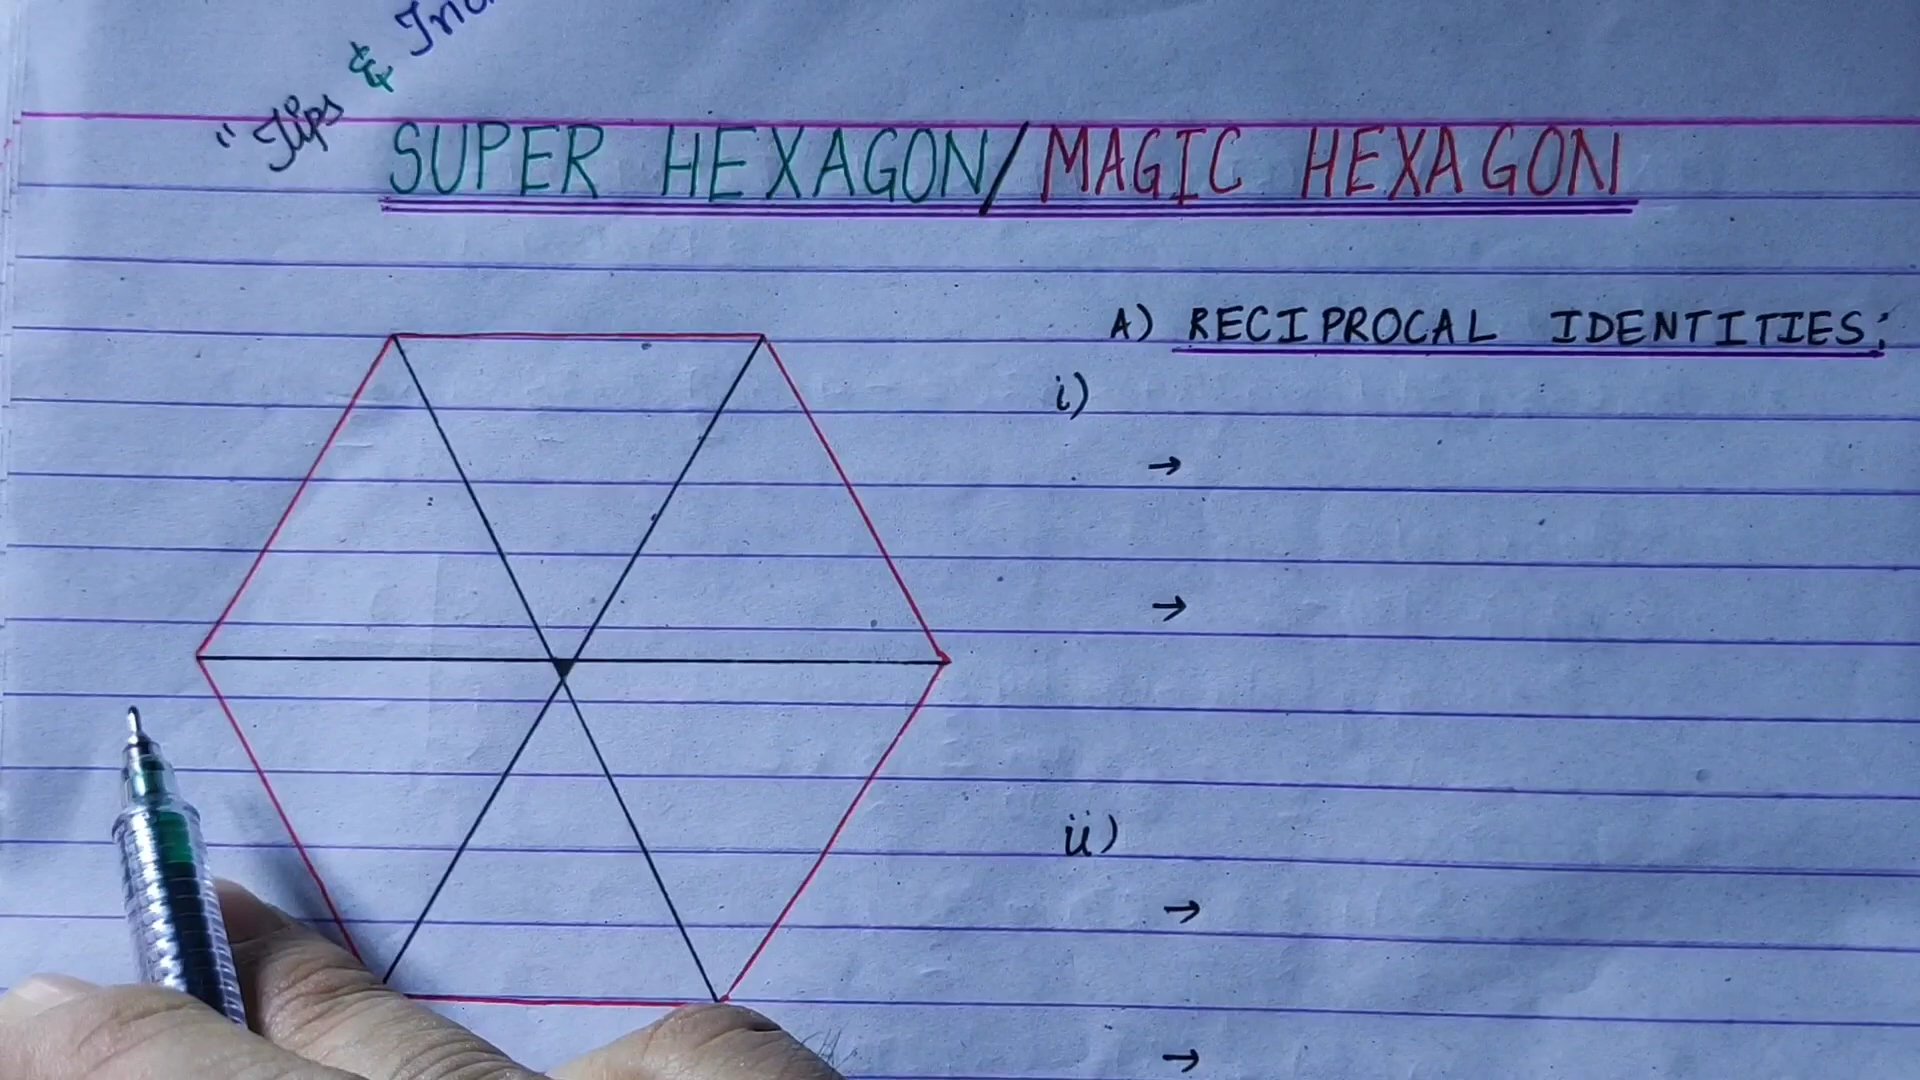 "Tips &
SUPER HEXAGON/MAGIC HEXAGON
A) RECIPROCAL IDENTITIES:
i)
→
→
ii)
→
→